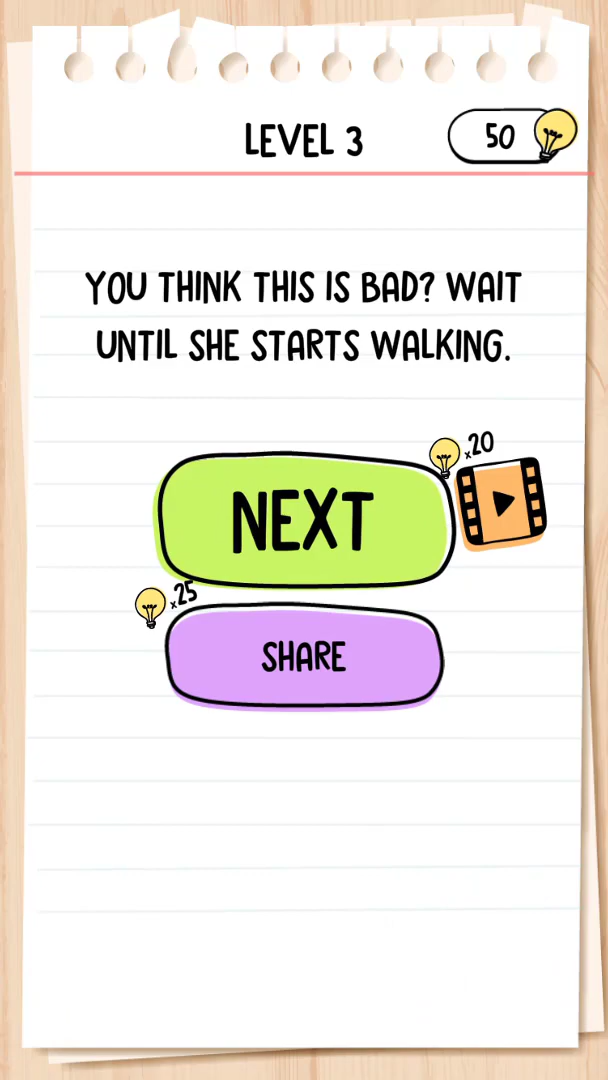 LEVEL 3
50
YOU THINK THIS IS BAD? WAIT
UNTIL SHE STARTS WALKING.
x20
NEXT
x25
SHARE